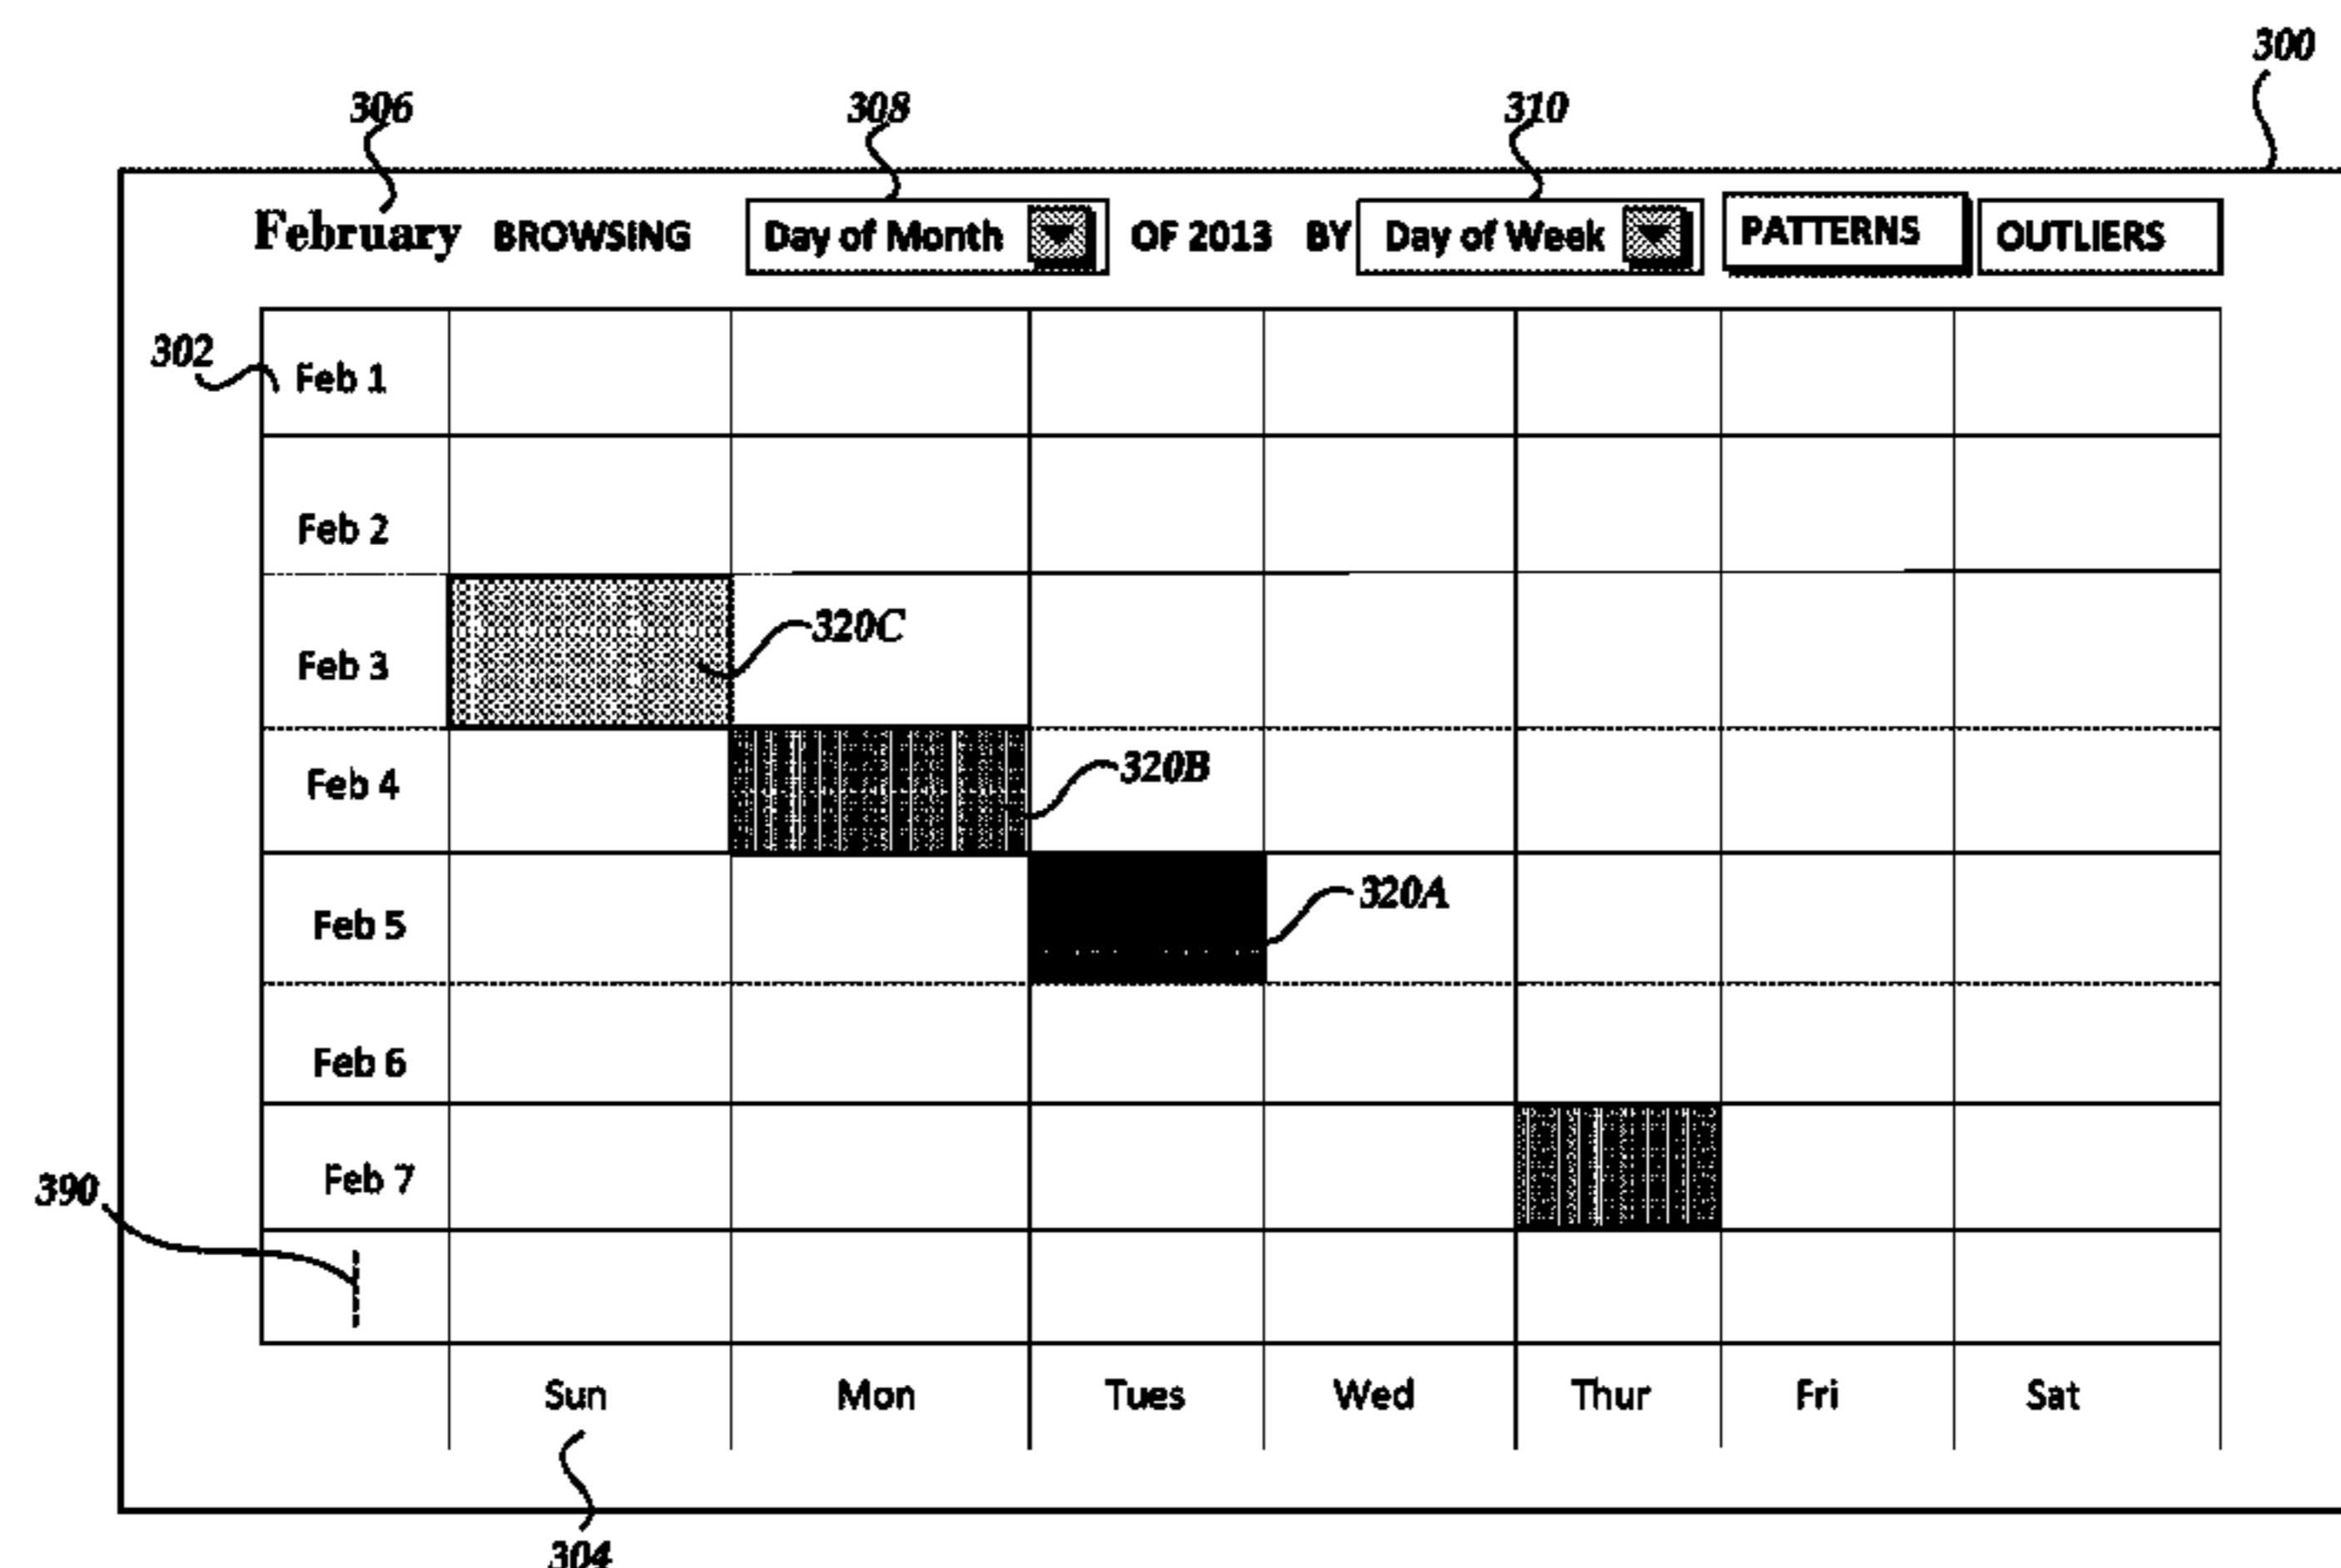 300
306 308 310
February BROWSING Day of Month OF 2013 BY Day of Week PATTERNS OUTLIERS
302 Feb 1
Feb 2
Feb 3 320C
Feb 4 320B
Feb 5 320A
Feb 6
Feb 7
390
Sun Mon Tues Wed Thur Fri Sat
304